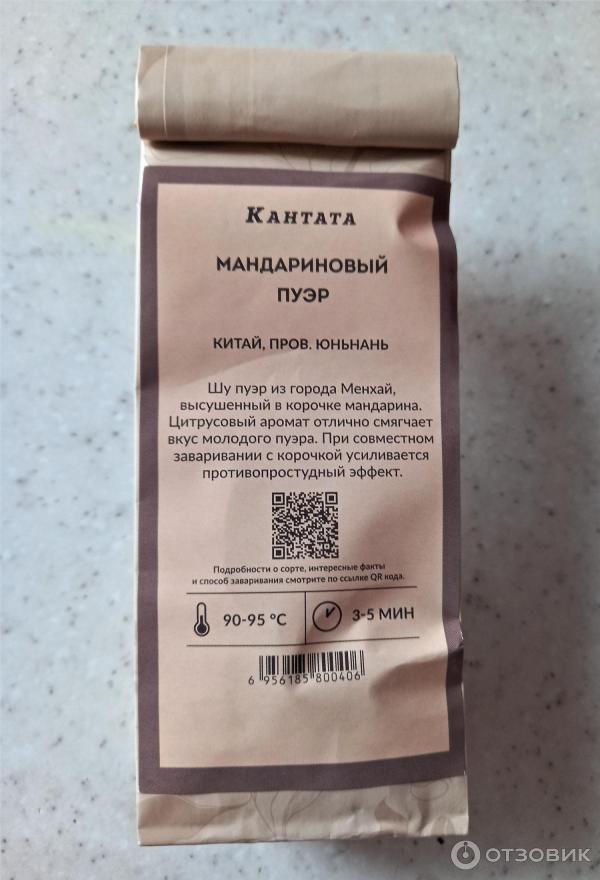 Кантата
МАНДАРИНОВЫЙ
ПУЭР
КИТАЙ, ПРОВ. ЮНЬНАНЬ
Шу пуэр из города Менхай,
высушенный в корочке мандарина.
Цитрусовый аромат отлично смягчает
вкус молодого пуэра. При совместном
заваривании с корочкой усиливается
противопростудный эффект.
Подробности о сорте, интересные факты
и способ заваривания смотрите по ссылке QR кода.
90-95 °C
3-5 МИН
6 956185 800406
ОТЗОВИК